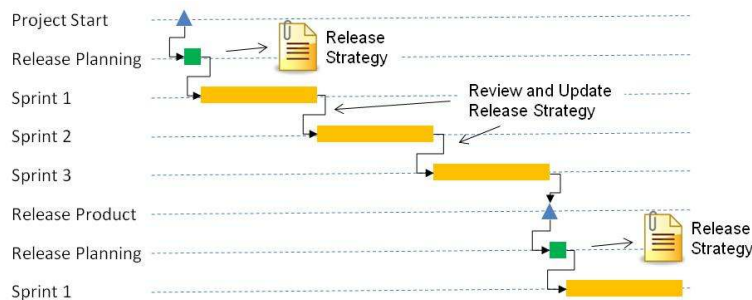 Project Start
Release
Strategy
Release Planning
Sprint 1
Review and Update
Release Strategy
Sprint 2
Sprint 3
Release Product
Release
Strategy
Release Planning
Sprint 1